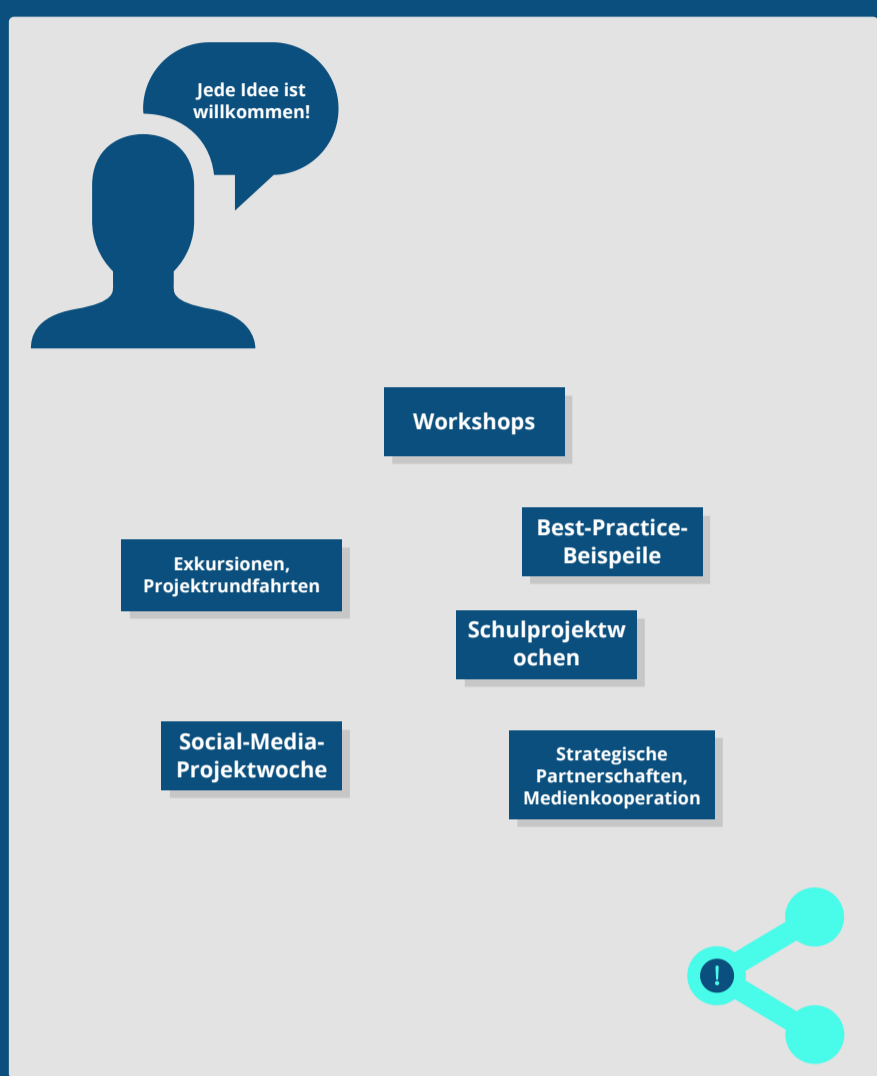 Jede Idee ist
willkommen!
Workshops
Best-Practice-
Beispeile
Exkursionen,
Projektrundfahrten
Schulprojektw
ochen
Social-Media-
Projektwoche
Strategische
Partnerschaften,
Medienkooperation
!